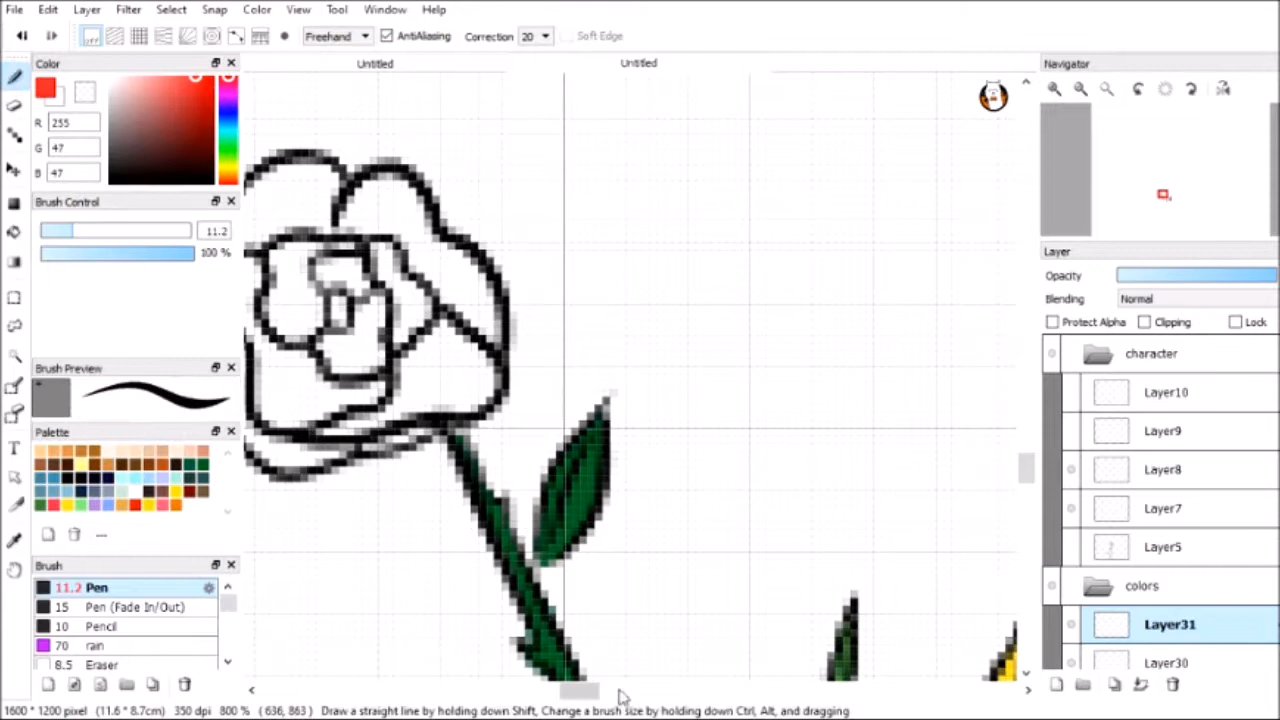 File Edit Layer Filter Select Snap Color View Tool Window Help
off Freehand AntiAliasing Correction 20 Soft Edge
Color
Untitled
Untitled
Navigator
R 255
G 47
B 47
Brush Control
11.2
100 %
Layer
Opacity
Blending Normal
Protect Alpha Clipping Lock
character
Brush Preview
Layer10
Palette
Layer9
Layer8
Layer7
Layer5
Brush
11.2 Pen
colors
15 Pen (Fade In/Out)
10 Pencil
Layer31
70 rain
8.5 Eraser
Layer30
1600 * 1200 pixel (11.6 * 8.7cm) 350 dpi 800 % ( 636, 863 ) Draw a straight line by holding down Shift, Change a brush size by holding down Ctrl, Alt, and dragging